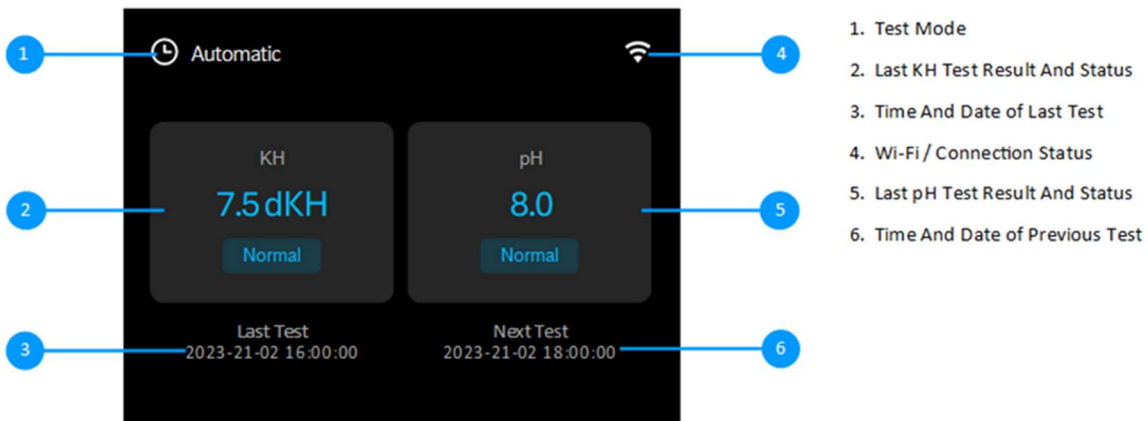 1
Automatic
4
KH
7.5 dKH
Normal
2
pH
8.0
Normal
5
Last Test
2023-21-02 16:00:00
3
Next Test
2023-21-02 18:00:00
6
1. Test Mode
2. Last KH Test Result And Status
3. Time And Date of Last Test
4. Wi-Fi / Connection Status
5. Last pH Test Result And Status
6. Time And Date of Previous Test